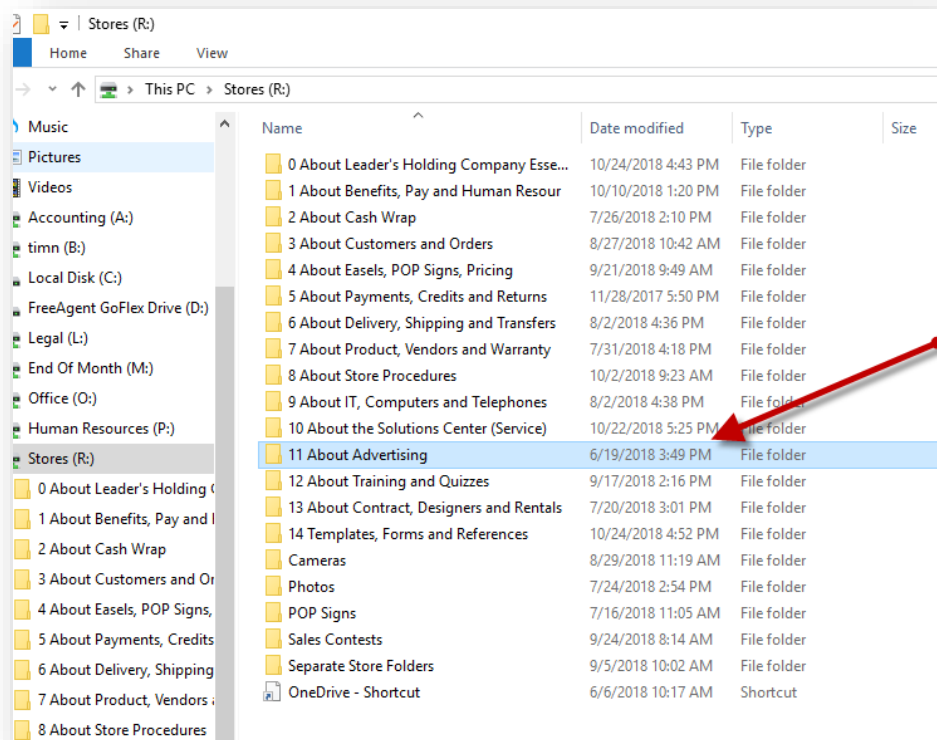 Stores (R:)
Home Share View
This PC > Stores (R:)
Music
Pictures
Videos
Accounting (A:)
timn (B:)
Local Disk (C:)
FreeAgent GoFlex Drive (D:)
Legal (L:)
End Of Month (M:)
Office (O:)
Human Resources (P:)
Stores (R:)
0 About Leader's Holding
1 About Benefits, Pay and
2 About Cash Wrap
3 About Customers and Or
4 About Easels, POP Signs,
5 About Payments, Credits
6 About Delivery, Shipping
7 About Product, Vendors
8 About Store Procedures
Name Date modified Type Size
0 About Leader's Holding Company Esse... 10/24/2018 4:43 PM File folder
1 About Benefits, Pay and Human Resour 10/10/2018 1:20 PM File folder
2 About Cash Wrap 7/26/2018 2:10 PM File folder
3 About Customers and Orders 8/27/2018 10:42 AM File folder
4 About Easels, POP Signs, Pricing 9/21/2018 9:49 AM File folder
5 About Payments, Credits and Returns 11/28/2017 5:50 PM File folder
6 About Delivery, Shipping and Transfers 8/2/2018 4:36 PM File folder
7 About Product, Vendors and Warranty 7/31/2018 4:18 PM File folder
8 About Store Procedures 10/2/2018 9:23 AM File folder
9 About IT, Computers and Telephones 8/2/2018 4:38 PM File folder
10 About the Solutions Center (Service) 10/22/2018 5:25 PM File folder
11 About Advertising 6/19/2018 3:49 PM File folder
12 About Training and Quizzes 9/17/2018 2:16 PM File folder
13 About Contract, Designers and Rentals 7/20/2018 3:01 PM File folder
14 Templates, Forms and References 10/24/2018 4:52 PM File folder
Cameras 8/29/2018 11:19 AM File folder
Photos 7/24/2018 2:54 PM File folder
POP Signs 7/16/2018 11:05 AM File folder
Sales Contests 9/24/2018 8:14 AM File folder
Separate Store Folders 9/5/2018 10:02 AM File folder
OneDrive - Shortcut 6/6/2018 10:17 AM Shortcut